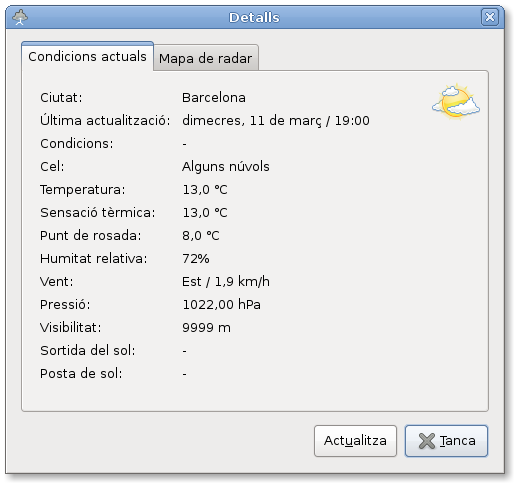 Detalls
Condicions actuals Mapa de radar
Ciutat: Barcelona
Última actualització: dimecres, 11 de març / 19:00
Condicions: -
Cel: Alguns núvols
Temperatura: 13,0 °C
Sensació tèrmica: 13,0 °C
Punt de rosada: 8,0 °C
Humitat relativa: 72%
Vent: Est / 1,9 km/h
Pressió: 1022,00 hPa
Visibilitat: 9999 m
Sortida del sol: -
Posta de sol: -
Actualitza Tanca